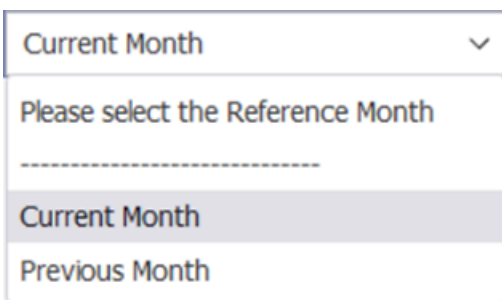 Current Month
Please select the Reference Month
------------------------------
Current Month
Previous Month